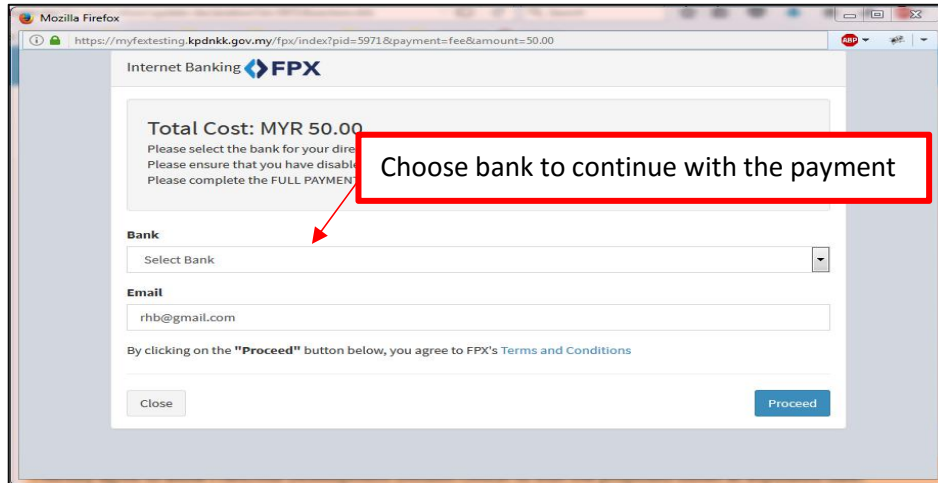 Mozilla Firefox
https://myfextesting.kpdnkk.gov.my/fpx/index?pid=5971&payment=fee&amount=50.00
ABP
Internet Banking FPX
Total Cost: MYR 50.00
Please select the bank for your
Please ensure that you have
Please complete the FULL
Choose bank to continue with the payment
Bank
Select Bank
Email
rhb@gmail.com
By clicking on the "Proceed" button below, you agree to FPX's Terms and Conditions
Close
Proceed